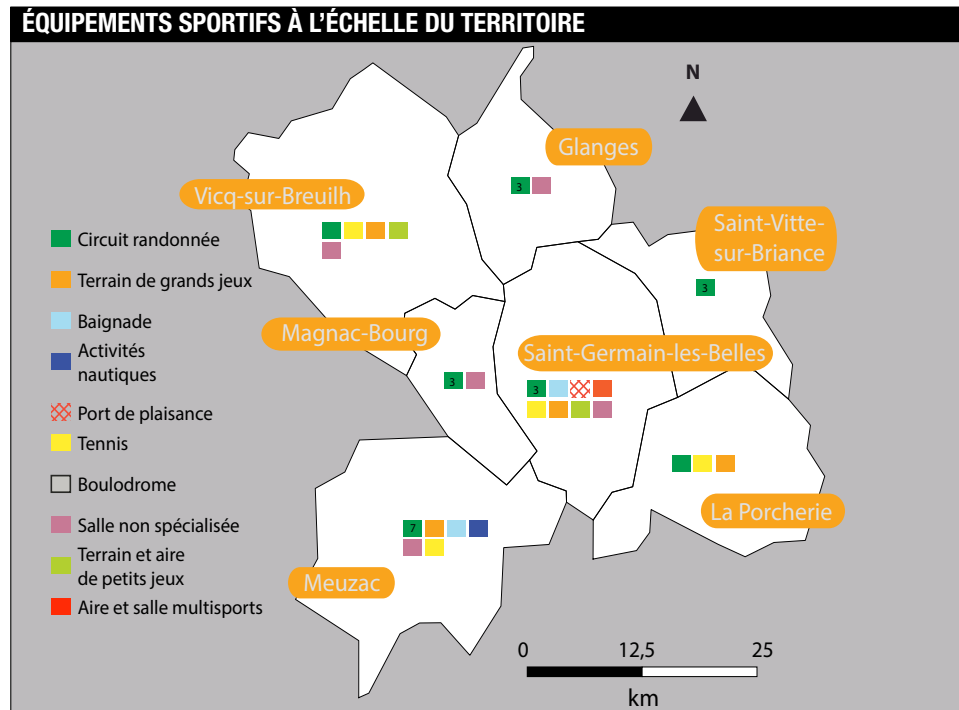 ÉQUIPEMENTS SPORTIFS À L'ÉCHELLE DU TERRITOIRE
N
Glanges
3
Vicq-sur-Breuilh
Saint-Vitte-
sur-Briance
3
Magnac-Bourg
3
Saint-Germain-les-Belles
3
La Porcherie
7
Meuzac
Circuit randonnée
Terrain de grands jeux
Baignade
Activités
nautiques
Port de plaisance
Tennis
Boulodrome
Salle non spécialisée
Terrain et aire
de petits jeux
Aire et salle multisports
0 12,5 25
km